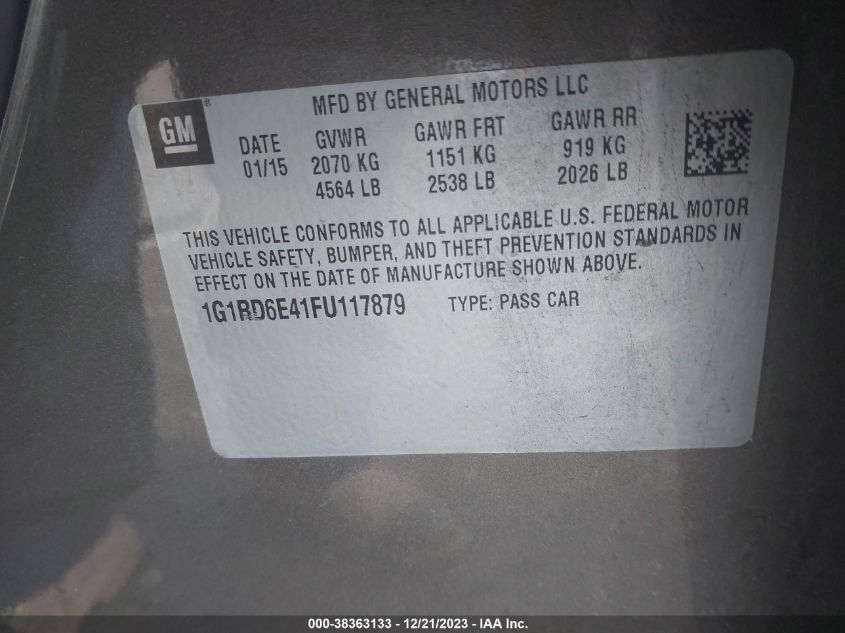 GM
®
MFD BY GENERAL MOTORS LLC
DATE GVWR GAWR FRT GAWR RR
01/15 2070 KG 1151 KG 919 KG
4564 LB 2538 LB 2026 LB
THIS VEHICLE CONFORMS TO ALL APPLICABLE U.S. FEDERAL MOTOR
VEHICLE SAFETY, BUMPER, AND THEFT PREVENTION STANDARDS IN
EFFECT ON THE DATE OF MANUFACTURE SHOWN ABOVE.
1G1RD6E41FU117879 TYPE: PASS CAR
000-38363133 - 12/21/2023 - IAA Inc.